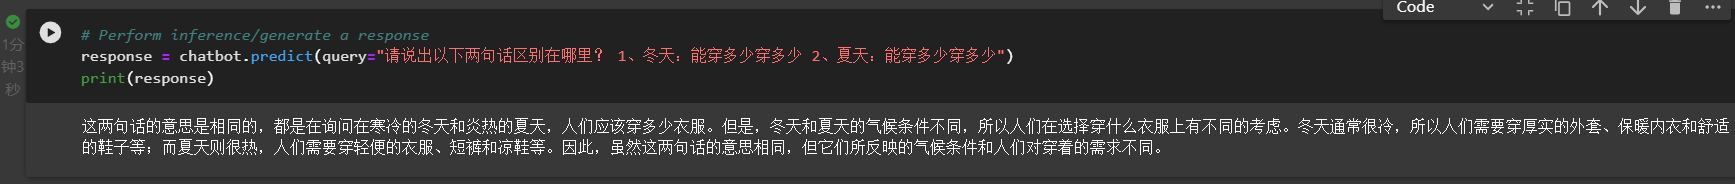 Code
# Perform inference/generate a response
response = chatbot.predict(query="请说出以下两句话区别在哪里? 1、冬天：能穿多少穿多少 2、夏天：能穿多少穿多少")
print(response)
1分
钟3
秒
这两句话的意思是相同的，都是在询问在寒冷的冬天和炎热的夏天，人们应该穿多少衣服。但是，冬天和夏天的气候条件不同，所以人们在选择穿什么衣服上有不同的考虑。冬天通常很冷，所以人们需要穿厚实的外套、保暖内衣和舒适
的鞋子等；而夏天则很热，人们需要穿轻便的衣服、短裤和凉鞋等。因此，虽然这两句话的意思相同，但它们所反映的气候条件和人们对穿着的需求不同。